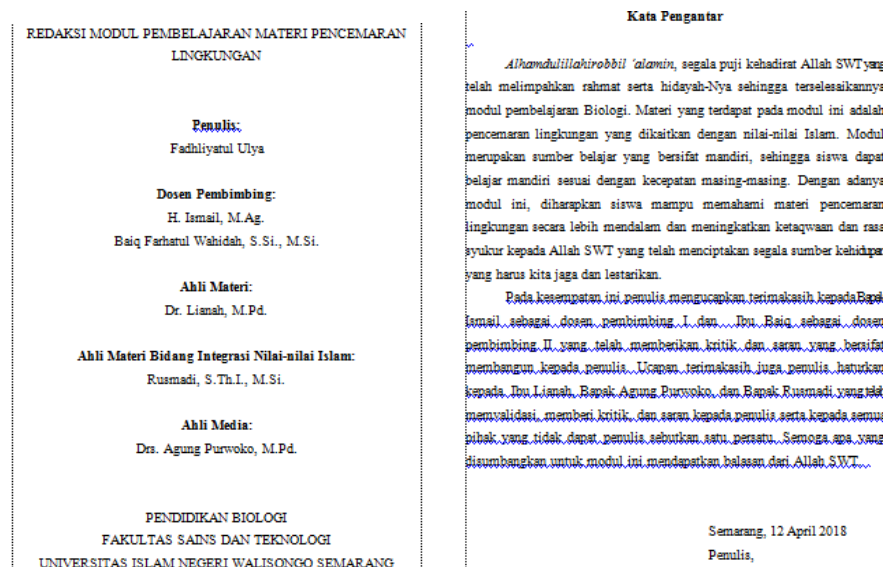 REDAKSI MODUL PEMBELAJARAN MATERI PENCEMARAN
LINGKUNGAN
Penulis:
Fadhliyatul Ulya
Dosen Pembimbing:
H. Ismail, M.Ag.
Baiq Farhatul Wahidah, S.Si., M.Si.
Ahli Materi:
Dr. Lianah, M.Pd.
Ahli Materi Bidang Integrasi Nilai-nilai Islam:
Rusmadi, S.Th.I., M.Si.
Ahli Media:
Drs. Agung Purwoko, M.Pd.
PENDIDIKAN BIOLOGI
FAKULTAS SAINS DAN TEKNOLOGI
UNIVERSITAS ISLAM NEGERI WALISONGO SEMARANG
Kata Pengantar
Alhamdulillahirobbil ‘alamin, segala puji kehadirat Allah SWT yang
telah melimpahkan rahmat serta hidayah-Nya sehingga terselesaikannya
modul pembelajaran Biologi. Materi yang terdapat pada modul ini adalah
pencemaran lingkungan yang dikaitkan dengan nilai-nilai Islam. Modul
merupakan sumber belajar yang bersifat mandiri, sehingga siswa dapat
belajar mandiri sesuai dengan kecepatan masing-masing. Dengan adanya
modul ini, diharapkan siswa mampu memahami materi pencemaran
lingkungan secara lebih mendalam dan meningkatkan ketaqwaan dan rasa
syukur kepada Allah SWT yang telah menciptakan segala sumber kehidupan
yang harus kita jaga dan lestarikan.
Pada kesempatan ini penulis mengucapkan terimakasih kepada Bapak
Ismail sebagai dosen pembimbing I dan Ibu Baiq sebagai dosen
pembimbing II yang telah memberikan kritik dan saran yang bersifat
membangun kepada penulis. Ucapan terimakasih juga penulis haturkan
kepada Ibu Lianah, Bapak Agung Purwoko, dan Bapak Rusmadi yang telah
memvalidasi, memberi kritik, dan saran kepada penulis serta kepada semua
pihak yang tidak dapat penulis sebutkan satu persatu. Semoga apa yang
disumbangkan untuk modul ini mendapatkan balasan dari Allah SWT.
Semarang, 12 April 2018
Penulis,